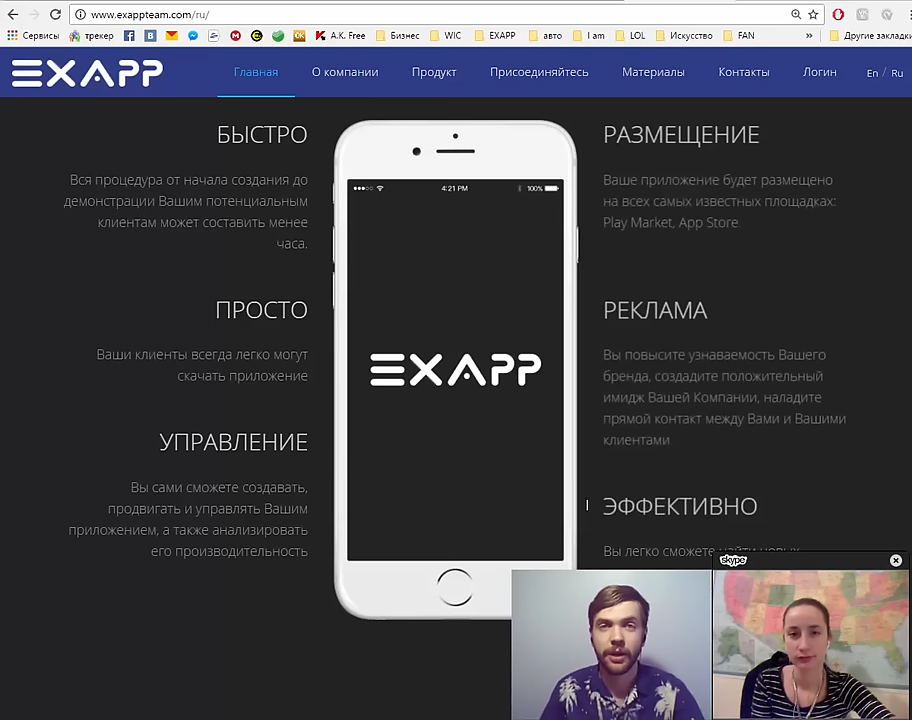 www.exappteam.com/ru/
Сервисы трекер A.K. Free Бизнес WIC EXAPP авто I am LOL Искусство FAN » Другие закладки
EXAPP Главная О компании Продукт Присоединяйтесь Материалы Контакты Логин En / Ru
БЫСТРО
Вся процедура от начала создания до
демонстрации Вашим потенциальным
клиентам может составить менее
часа.
ПРОСТО
Ваши клиенты всегда легко могут
скачать приложение
УПРАВЛЕНИЕ
Вы сами сможете создавать,
продвигать и управлять Вашим
приложением, а также анализировать
его производительность
4:21 PM 100%
EXAPP
РАЗМЕЩЕНИЕ
Ваше приложение будет размещено
на всех самых известных площадках:
Play Market, App Store.
РЕКЛАМА
Вы повысите узнаваемость Вашего
бренда, создадите положительный
имидж Вашей Компании, наладите
прямой контакт между Вами и Вашими
клиентами
ЭФФЕКТИВНО
Вы легко сможете найти новых
skype